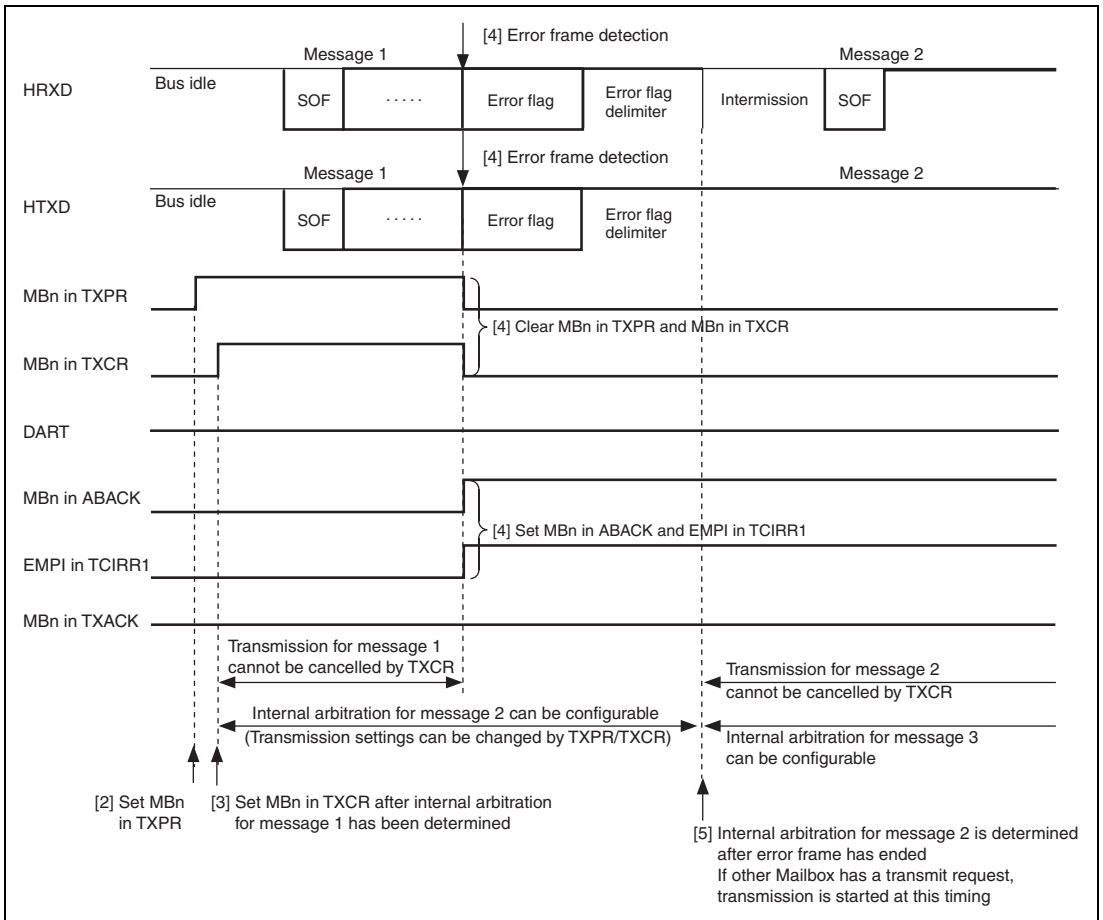 [4] Error frame detection
Message 1
Message 2
HRXD
Bus idle
SOF
.....
Error flag
Error flag
delimiter
Intermission
SOF
[4] Error frame detection
Message 1
Message 2
HTXD
Bus idle
SOF
.....
Error flag
Error flag
delimiter
MBn in TXPR
[4] Clear MBn in TXPR and MBn in TXCR
MBn in TXCR
DART
MBn in ABACK
[4] Set MBn in ABACK and EMPI in TCIRR1
EMPI in TCIRR1
MBn in TXACK
Transmission for message 1
cannot be cancelled by TXCR
Transmission for message 2
cannot be cancelled by TXCR
Internal arbitration for message 2 can be configurable
(Transmission settings can be changed by TXPR/TXCR)
Internal arbitration for message 3
can be configurable
[2] Set MBn
in TXPR
[3] Set MBn in TXCR after internal arbitration
for message 1 has been determined
[5] Internal arbitration for message 2 is determined
after error frame has ended
If other Mailbox has a transmit request,
transmission is started at this timing